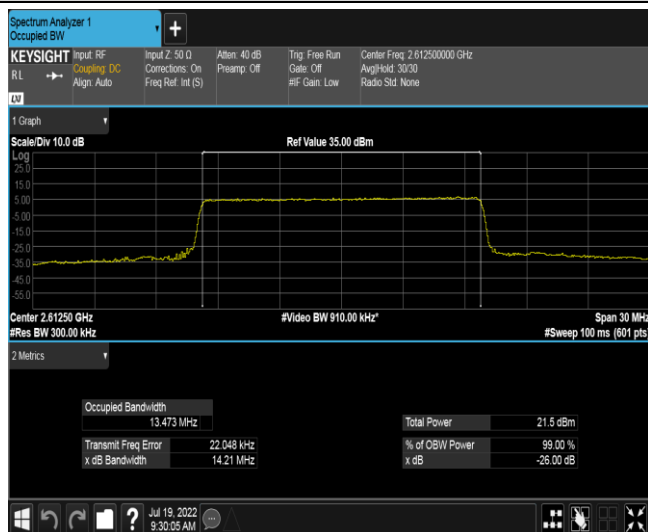 Spectrum Analyzer 1
Occupied BW
+
KEYSIGHT
RL
LXI
Input: RF
Coupling: DC
Align: Auto
Input Z: 50 Ω
Corrections: On
Freq Ref: Int (S)
Atten: 40 dB
Preamp: Off
Trig: Free Run
Gate: Off
#IF Gain: Low
Center Freq: 2.612500000 GHz
Avg|Hold: 30/30
Radio Std: None
1 Graph
Scale/Div 10.0 dB
Ref Value 35.00 dBm
Log
25.0
15.0
5.00
-5.00
-15.0
-25.0
-35.0
-45.0
-55.0
Center 2.61250 GHz
#Video BW 910.00 kHz*
Span 30 MHz
#Res BW 300.00 kHz
#Sweep 100 ms (601 pts)
2 Metrics
Occupied Bandwidth
13.473 MHz
Total Power 21.5 dBm
Transmit Freq Error 22.048 kHz
% of OBW Power 99.00 %
x dB Bandwidth 14.21 MHz
x dB -26.00 dB
?
Jul 19, 2022
9:30:05 AM